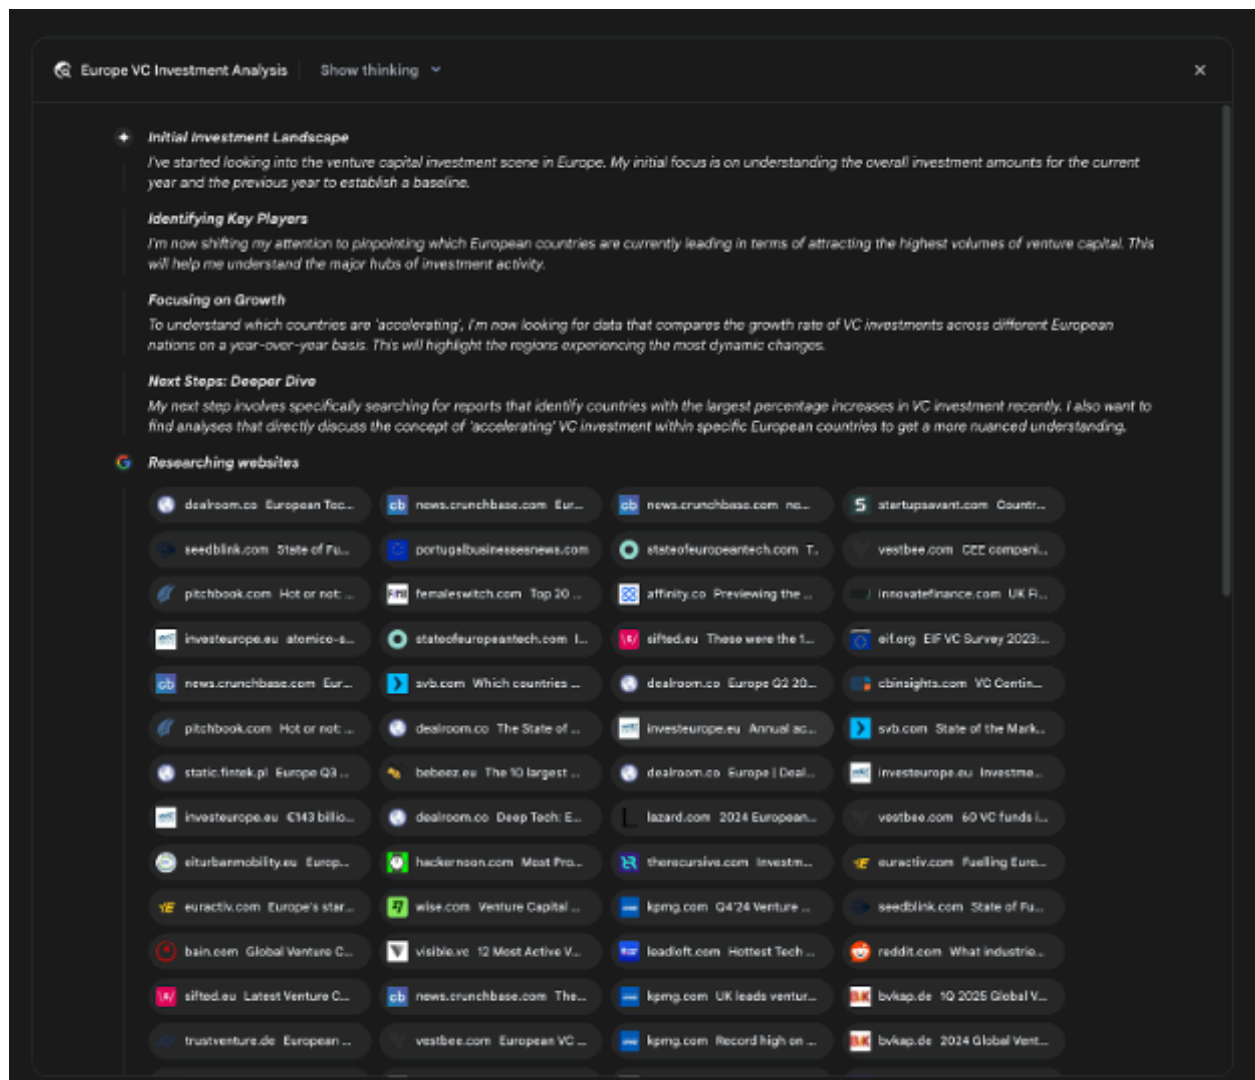 Europe VC Investment Analysis Show thinking
Initial Investment Landscape
I've started looking into the venture capital investment scene in Europe. My initial focus is on understanding the overall investment amounts for the current
year and the previous year to establish a baseline.
Identifying Key Players
I'm now shifting my attention to pinpointing which European countries are currently leading in terms of attracting the highest volumes of venture capital. This
will help me understand the major hubs of investment activity.
Focusing on Growth
To understand which countries are 'accelerating', I'm now looking for data that compares the growth rate of VC investments across different European
nations on a year-over-year basis. This will highlight the regions experiencing the most dynamic changes.
Next Steps: Deeper Dive
My next step involves specifically searching for reports that identify countries with the largest percentage increases in VC investment recently. I also want to
find analyses that directly discuss the concept of 'accelerating' VC investment within specific European countries to get a more nuanced understanding.
Researching websites
dealroom.co European Tec... news.crunchbase.com Eur... news.crunchbase.com ne... startupsavant.com Countr...
seedblink.com State of Fu... portugalbusinessesnews.com stateofeuropeantech.com T.. vestbee.com CEE compani...
pitchbook.com Hot or not: ... femaleswitch.com Top 20 ... affinity.co Previewing the ... innovatefinance.com UK Fi...
investeurope.eu atomico-s... stateofeuropeantech.com I... sifted.eu These were the 1... eif.org EIF VC Survey 2023:...
news.crunchbase.com Eur... svb.com Which countries ... dealroom.co Europe Q2 20... cbinsights.com VC Contin...
pitchbook.com Hot or not: ... dealroom.co The State of ... investeurope.eu Annual ac... svb.com State of the Mark...
static.fintek.pl Europe Q3 ... bebeez.eu The 10 largest ... dealroom.co Europe | Deal... investeurope.eu Investme...
investeurope.eu €143 billio... dealroom.co Deep Tech: E... lazard.com 2024 European... vestbee.com 60 VC funds i...
eiturbanmobility.eu Europ... hackernoon.com Most Pro... therecursive.com Investm... euractiv.com Fuelling Euro...
euractiv.com Europe's star... wise.com Venture Capital ... kpmg.com Q4'24 Venture ... seedblink.com State of Fu...
bain.com Global Venture C... visible.vc 12 Most Active V... leadloft.com Hottest Tech ... reddit.com What industrie...
sifted.eu Latest Venture C... news.crunchbase.com The... kpmg.com UK leads ventur... bvkap.de 1Q 2025 Global V...
trustventure.de European ... vestbee.com European VC ... kpmg.com Record high on ... bvkap.de 2024 Global Vent...